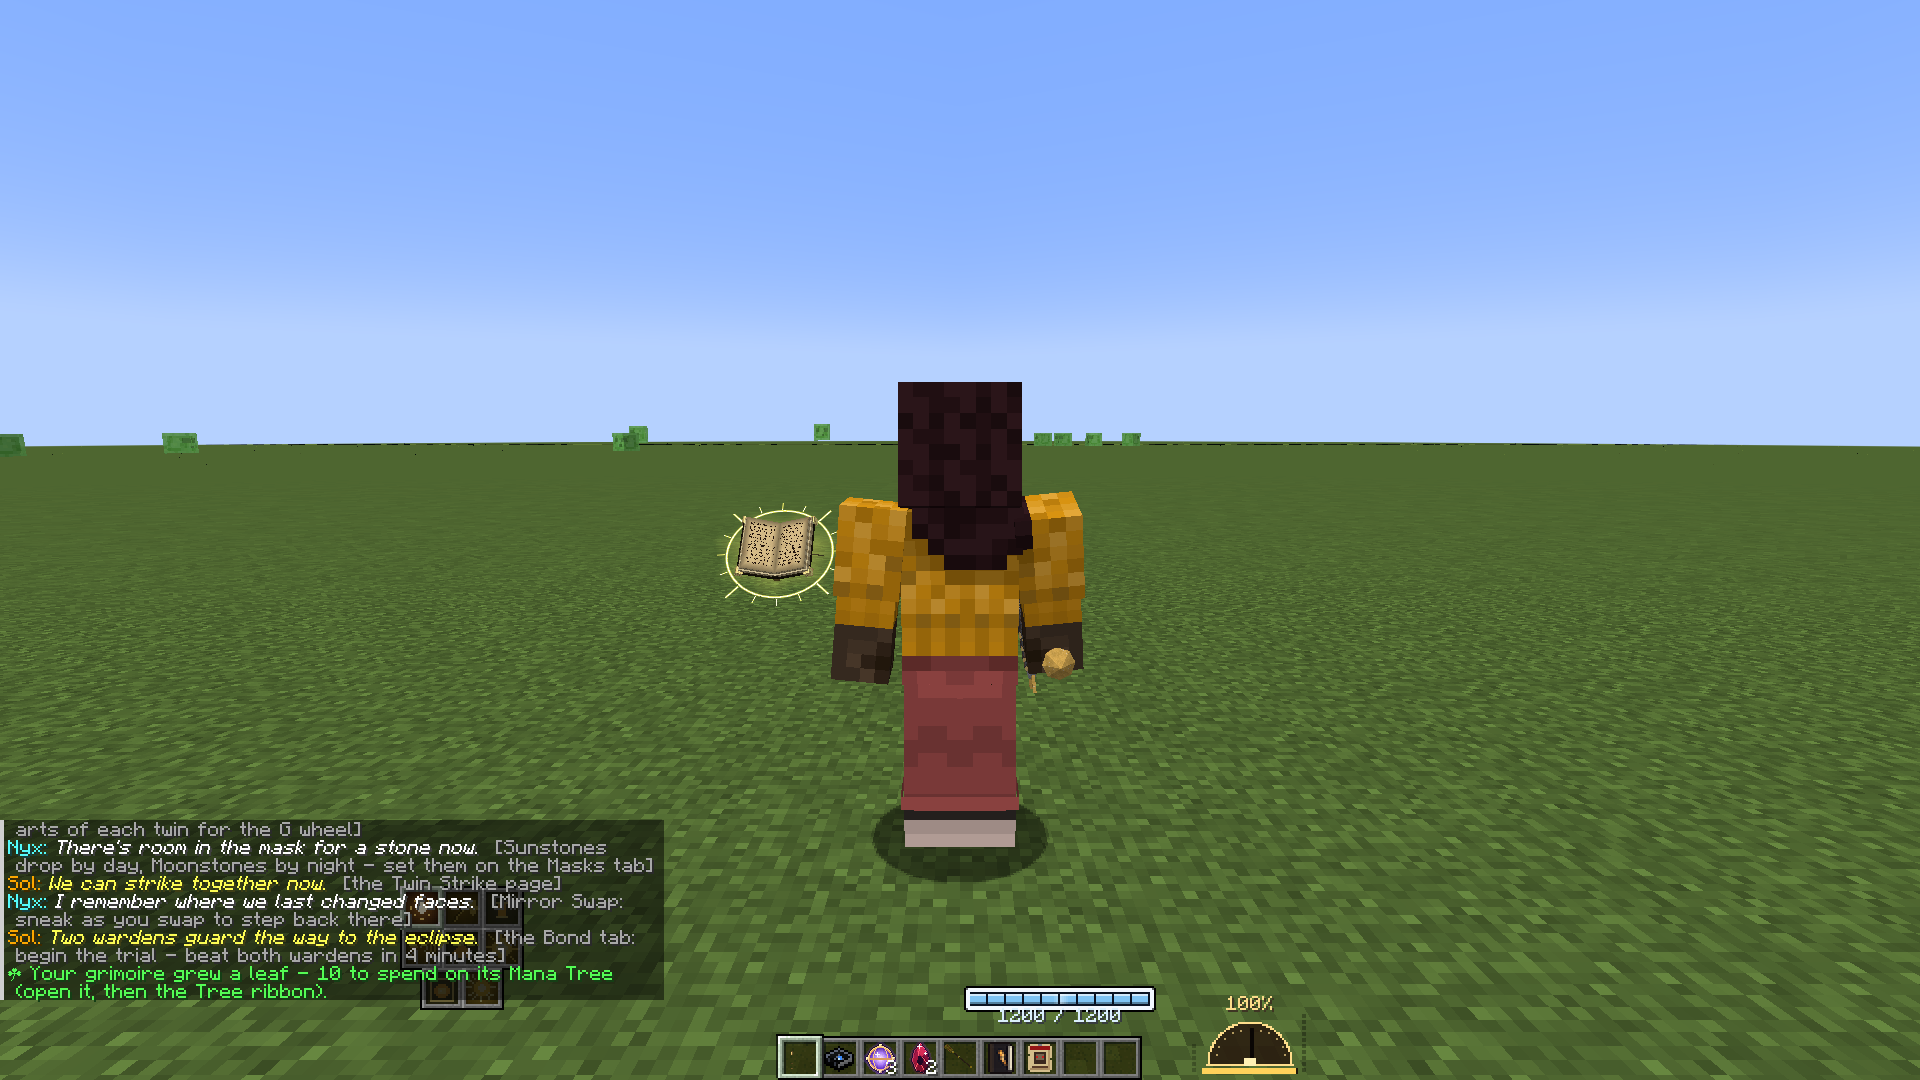 arts of each twin for the G wheel]
Nyx: There's room in the mask for a stone now. [Sunstones
drop by day, Moonstones by night – set them on the Masks tab]
Sol: We can strike together now. [the Twin Strike page]
Nyx: I remember where we last changed faces. [Mirror Swap:
sneak as you swap to step back there]
Sol: Two wardens guard the way to the eclipse. [the Bond tab:
begin the trial – beat both wardens in 4 minutes]
☘ Your grimoire grew a leaf – 10 to spend on its Mana Tree
(open it, then the Tree ribbon).
1200 / 1200
100%
3
2